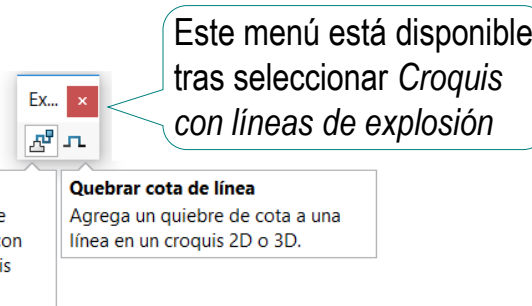 Este menú está disponible
tras seleccionar Croquis
con líneas de explosión
Ex...
Quebrar cota de línea
Agrega un quiebre de cota a una
línea en un croquis 2D o 3D.